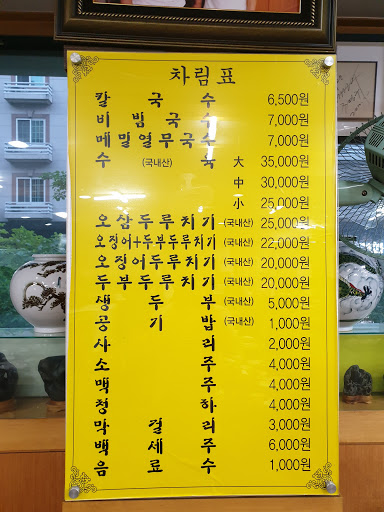 차림표
칼국수 6,500원
비빔국수 7,000원
메밀열무국수 7,000원
수(국내산)육 大 35,000원
中 30,000원
小 25,000원
오삼두루치기 (국내산) 25,000원
오징어+두부두루치기 (국내산) 22,000원
오징어두루치기 (국내산) 20,000원
두부두루치기 (국내산) 20,000원
생두부 (국내산) 5,000원
공기밥 (국내산) 1,000원
사리 2,000원
소주 4,000원
맥주 4,000원
청하 4,000원
막걸리 3,000원
백세주 6,000원
음료수 1,000원